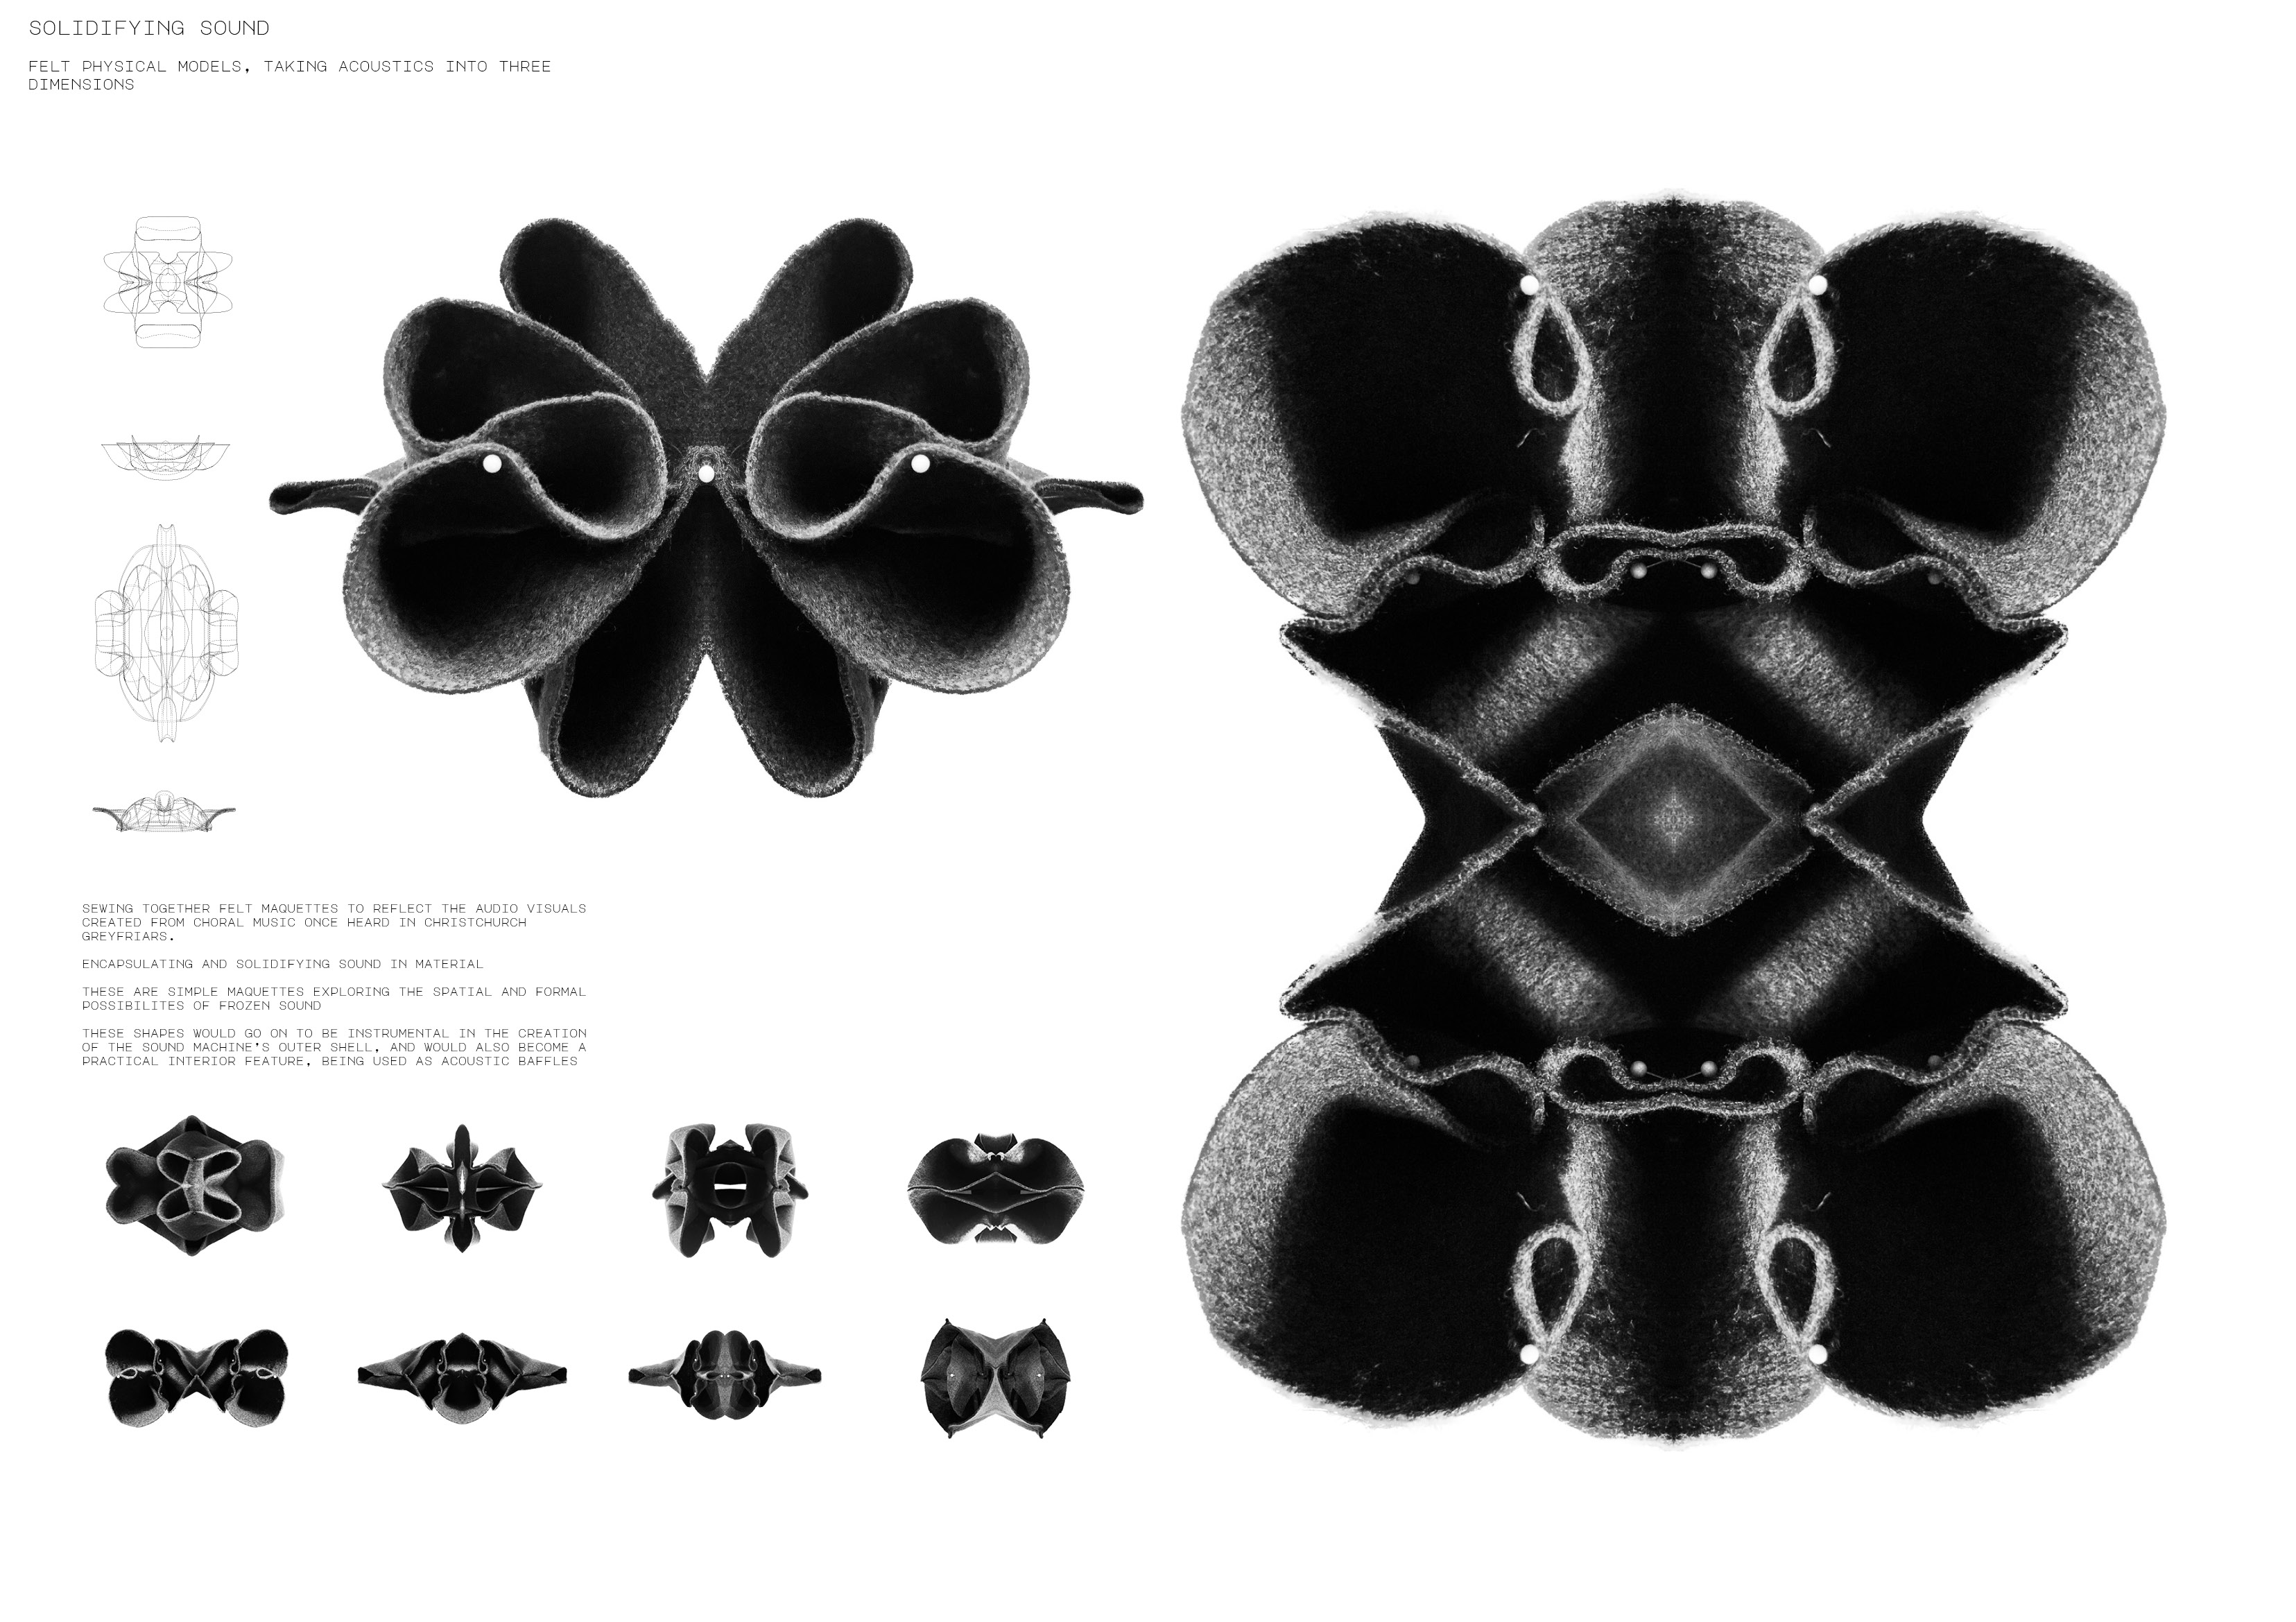 SOLIDIFYING SOUND
FELT PHYSICAL MODELS, TAKING ACOUSTICS INTO THREE
DIMENSIONS
SEWING TOGETHER FELT MAQUETTES TO REFLECT THE AUDIO VISUALS
CREATED FROM CHORAL MUSIC ONCE HEARD IN CHRISTCHURCH
GREYFRIARS.
ENCAPSULATING AND SOLIDIFYING SOUND IN MATERIAL
THESE ARE SIMPLE MAQUETTES EXPLORING THE SPATIAL AND FORMAL
POSSIBILITES OF FROZEN SOUND
THESE SHAPES WOULD GO ON TO BE INSTRUMENTAL IN THE CREATION
OF THE SOUND MACHINE'S OUTER SHELL, AND WOULD ALSO BECOME A
PRACTICAL INTERIOR FEATURE, BEING USED AS ACOUSTIC BAFFLES